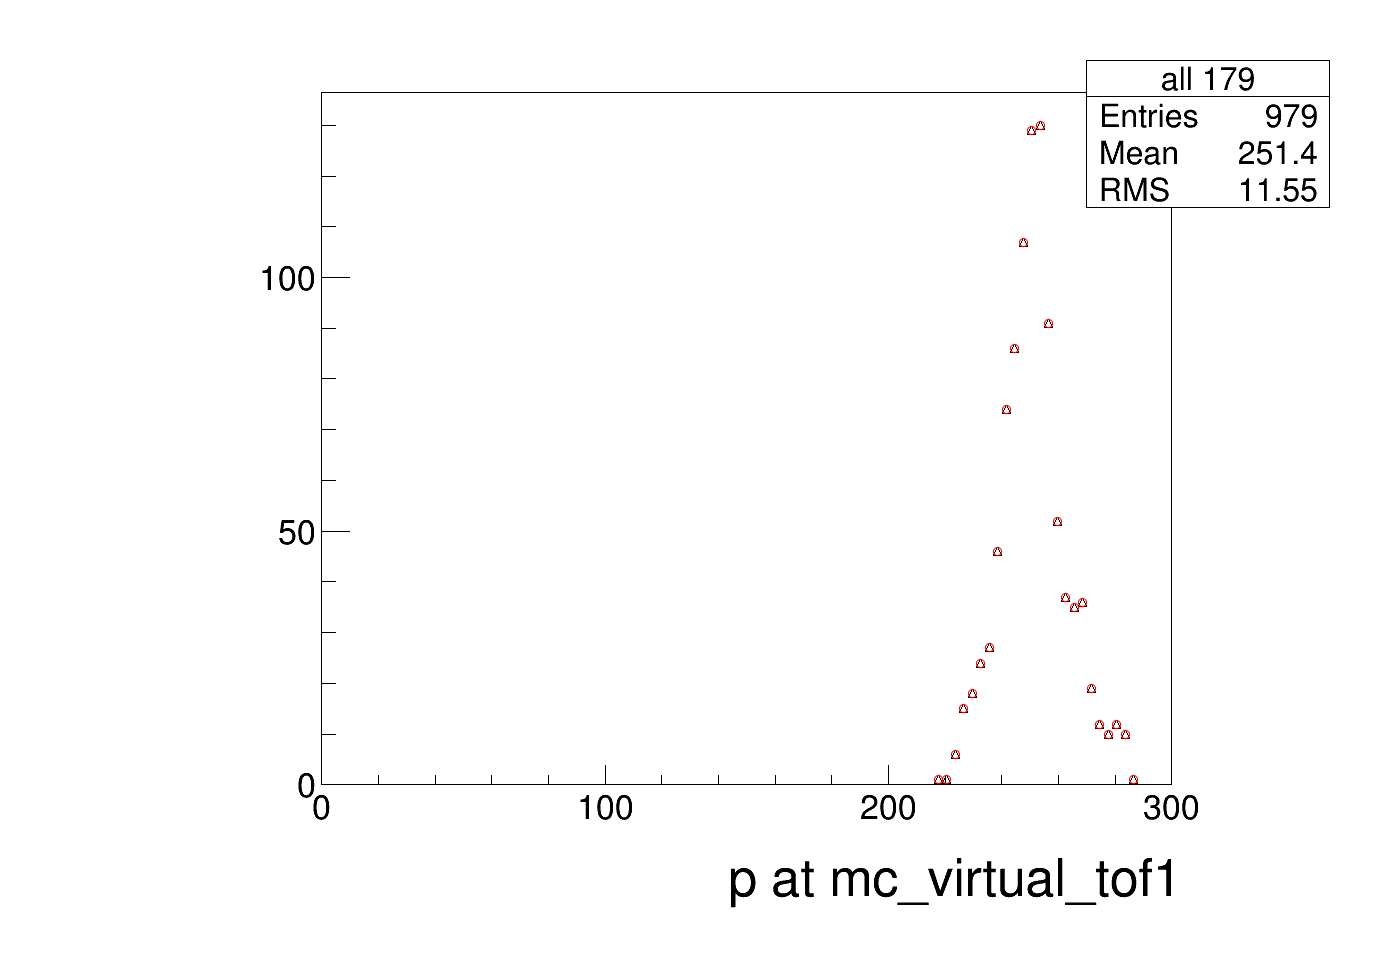 all 179
Entries 979
Mean 251.4
RMS 11.55
100
50
0
0 100 200 300
p at mc_virtual_tof1